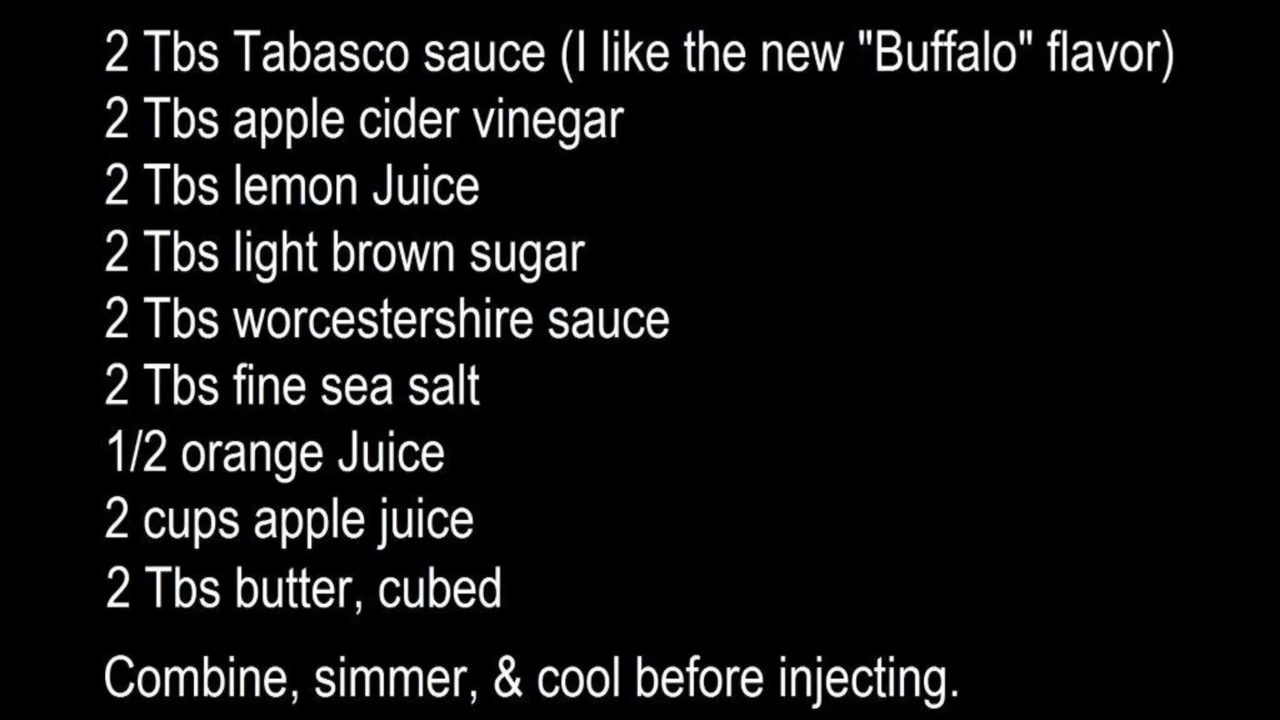 2 Tbs Tabasco sauce (I like the new "Buffalo" flavor)
2 Tbs apple cider vinegar
2 Tbs lemon Juice
2 Tbs light brown sugar
2 Tbs worcestershire sauce
2 Tbs fine sea salt
1/2 orange Juice
2 cups apple juice
2 Tbs butter, cubed
Combine, simmer, & cool before injecting.